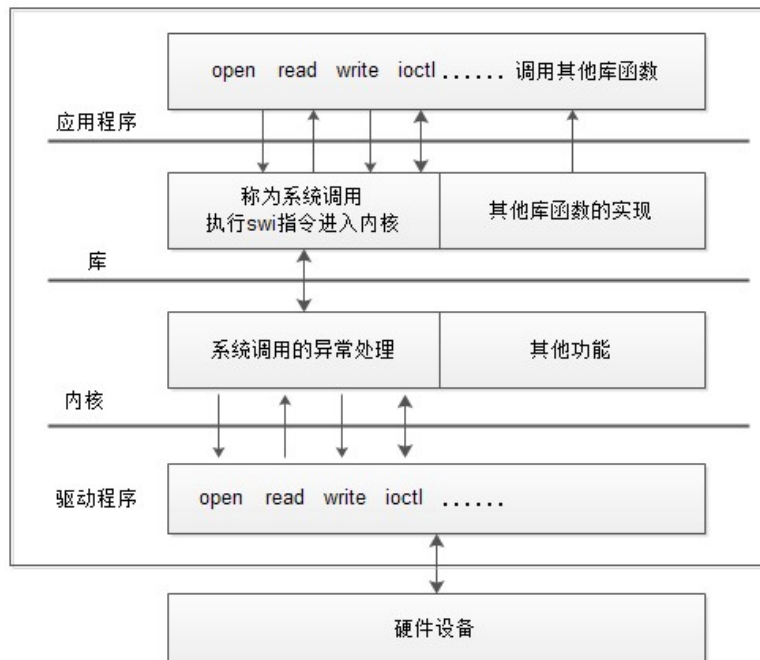 open read write ioctl ...... 调用其他库函数
应用程序
称为系统调用
执行swi指令进入内核
其他库函数的实现
库
系统调用的异常处理
其他功能
内核
驱动程序
open read write ioctl ......
硬件设备